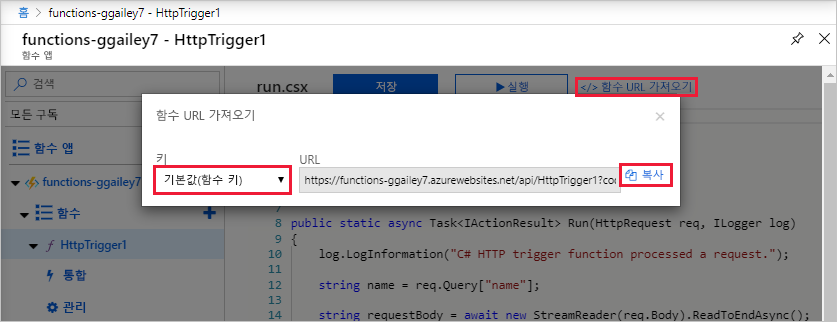 홈 > functions-ggailey7 - HttpTrigger1
functions-ggailey7 - HttpTrigger1
함수 앱
검색
모든 구독
함수 앱
functions-ggailey7
함수
HttpTrigger1
통합
관리
run.csx
저장
실행
</> 함수 URL 가져오기
함수 URL 가져오기
키
URL
기본값(함수 키)
https://functions-ggailey7.azurewebsites.net/api/HttpTrigger1?co
복사
7
8 public static async Task<IActionResult> Run(HttpRequest req, ILogger log)
9 {
10 log.LogInformation("C# HTTP trigger function processed a request.");
11
12 string name = req.Query["name"];
13
14 string requestBody = await new StreamReader(req.Body).ReadToEndAsync();